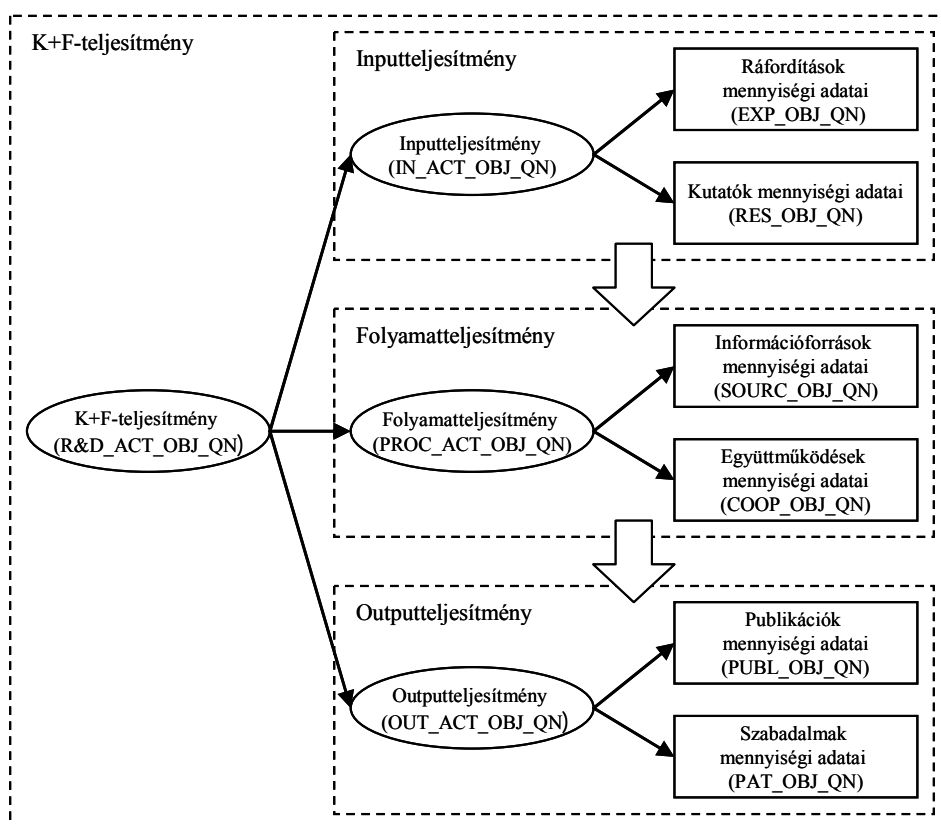 K+F-teljesítmény
Inputteljesítmény
Ráfordítások
mennyiségi adatai
(EXP_OBJ_QN)
Inputteljesítmény
(IN_ACT_OBJ_QN)
Kutatók mennyiségi adatai
(RES_OBJ_QN)
Folyamatteljesítmény
Információforrások
mennyiségi adatai
(SOURC_OBJ_QN)
K+F-teljesítmény
(R&D_ACT_OBJ_QN)
Folyamatteljesítmény
(PROC_ACT_OBJ_QN)
Együttműködések
mennyiségi adatai
(COOP_OBJ_QN)
Outputteljesítmény
Publikációk
mennyiségi adatai
(PUBL_OBJ_QN)
Outputteljesítmény
(OUT_ACT_OBJ_QN)
Szabadalmak
mennyiségi adatai
(PAT_OBJ_QN)